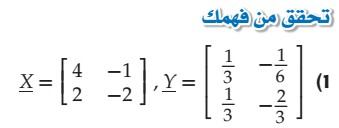 تحقق من فهمك
(1 X = [4 -1; 2 -2] , Y = [1/3 -1/6; 1/3 -2/3]